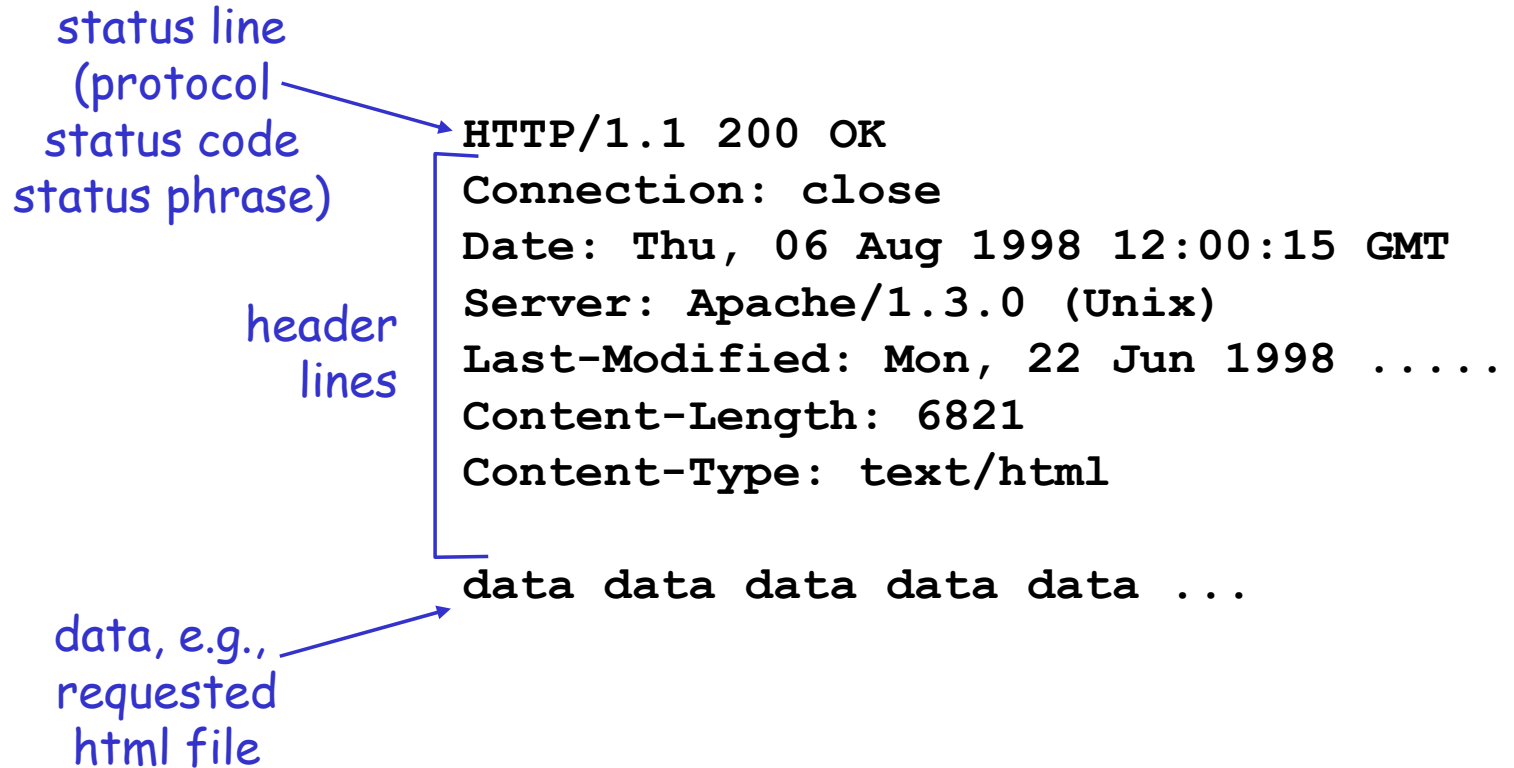 status line
(protocol
status code
status phrase)
HTTP/1.1 200 OK
Connection: close
Date: Thu, 06 Aug 1998 12:00:15 GMT
Server: Apache/1.3.0 (Unix)
Last-Modified: Mon, 22 Jun 1998 .....
Content-Length: 6821
Content-Type: text/html
header
lines
data data data data data ...
data, e.g.,
requested
html file